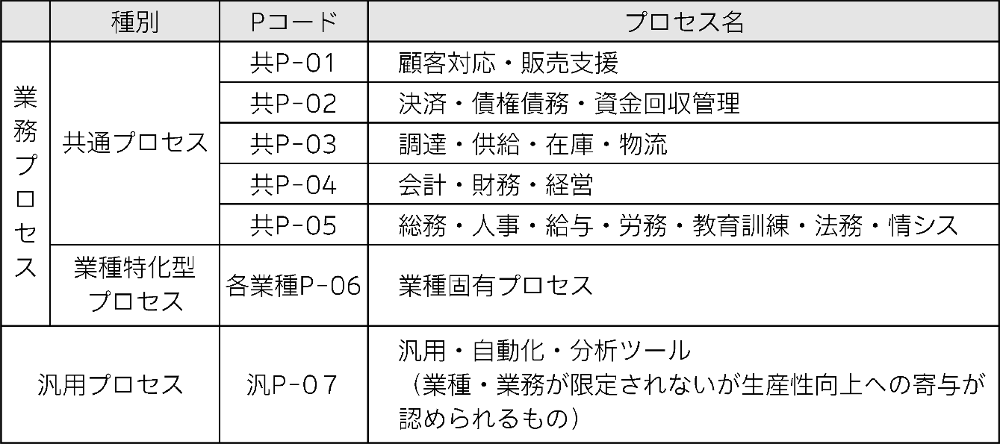 種別 Pコード プロセス名
業務プロセス
共通プロセス
共P-01 顧客対応・販売支援
共P-02 決済・債権債務・資金回収管理
共P-03 調達・供給・在庫・物流
共P-04 会計・財務・経営
共P-05 総務・人事・給与・労務・教育訓練・法務・情シス
業種特化型
プロセス
各業種P-06 業種固有プロセス
汎用プロセス
汎P-07
汎用・自動化・分析ツール
（業種・業務が限定されないが生産性向上への寄与が
認められるもの）